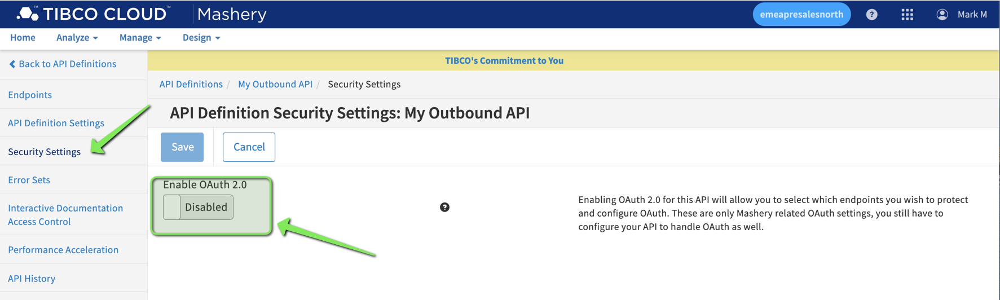 TIBCO CLOUD™ Mashery emeapresalesnorth ? Mark M
Home Analyze Manage Design
Back to API Definitions
TIBCO's Commitment to You
API Definitions / My Outbound API / Security Settings
Endpoints
API Definition Settings
Security Settings
Error Sets
Interactive Documentation
Access Control
Performance Acceleration
API History
API Definition Security Settings: My Outbound API
Save Cancel
Enable OAuth 2.0
Disabled
?
Enabling OAuth 2.0 for this API will allow you to select which endpoints you wish to protect
and configure OAuth. These are only Mashery related OAuth settings, you still have to
configure your API to handle OAuth as well.